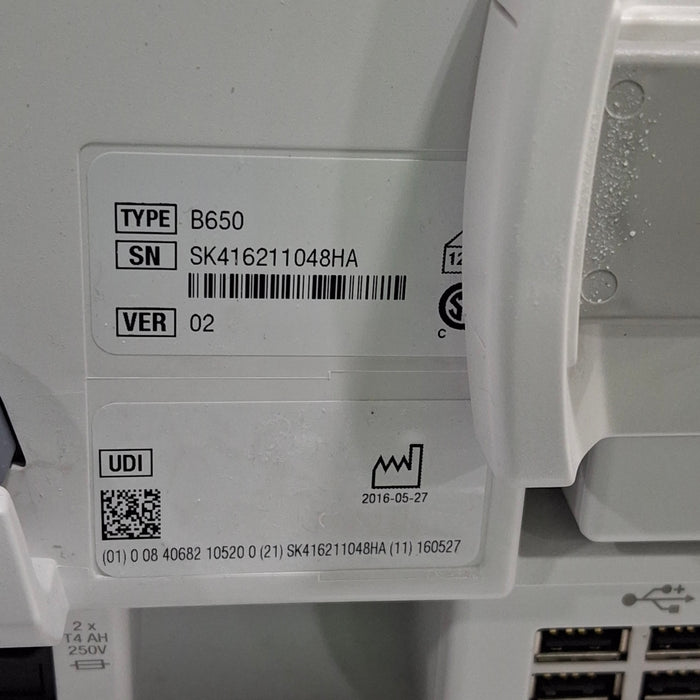 TYPE B650
SN SK416211048HA
12
VER 02
C
UDI
2016-05-27
(01) 0 08 40682 10520 0 (21) SK416211048HA (11) 160527
2 x
T4 AH
250V